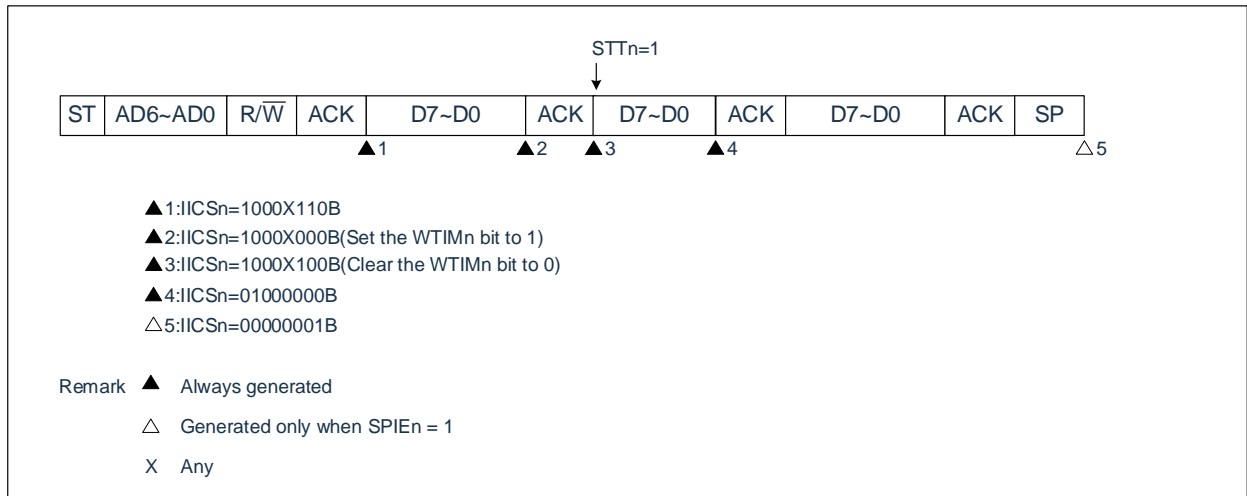 STTn=1
ST AD6~AD0 R/W̅ ACK D7~D0 ACK D7~D0 ACK D7~D0 ACK SP
▲1 ▲2 ▲3 ▲4 △5
▲1:IICSn=1000X110B
▲2:IICSn=1000X000B(Set the WTIMn bit to 1)
▲3:IICSn=1000X100B(Clear the WTIMn bit to 0)
▲4:IICSn=01000000B
△5:IICSn=00000001B
Remark ▲ Always generated
△ Generated only when SPIEn = 1
X Any